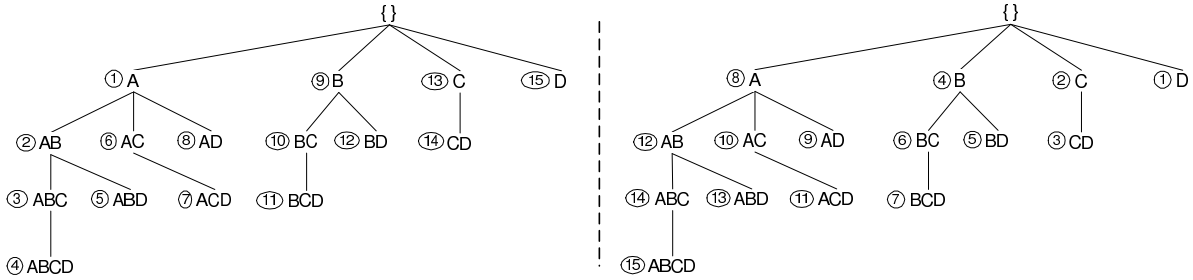 { } { }
① A ⑨ B ⑬ C ⑮ D ⑧ A ④ B ② C ① D
② AB ⑥ AC ⑧ AD ⑩ BC ⑫ BD ⑭ CD ⑫ AB ⑩ AC ⑨ AD ⑥ BC ⑤ BD ③ CD
③ ABC ⑤ ABD ⑦ ACD ⑪ BCD ⑭ ABC ⑬ ABD ⑪ ACD ⑦ BCD
④ ABCD ⑮ ABCD